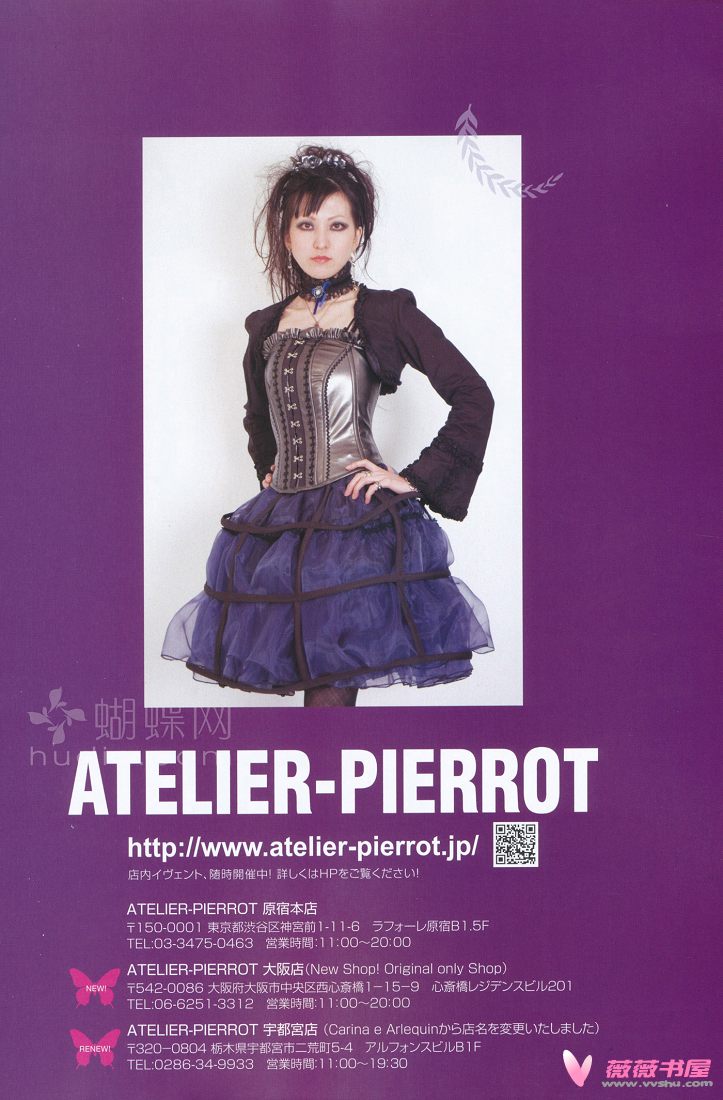 蝴蝶网
ATELIER-PIERROT
http://www.atelier-pierrot.jp/
店内イヴェント、随時開催中! 詳しくはHPをご覧ください!
ATELIER-PIERROT 原宿本店
〒150-0001 東京都渋谷区神宮前1-11-6 ラフォーレ原宿B1.5F
TEL:03-3475-0463 営業時間:11:00~20:00
NEW!
ATELIER-PIERROT 大阪店(New Shop! Original only Shop)
〒542-0086 大阪府大阪市中央区西心斎橋1-15-9 心斎橋レジデンスビル201
TEL:06-6251-3312 営業時間:11:00~20:00
RENEW!
ATELIER-PIERROT 宇都宮店 (Carina e Arlequinから店名を変更いたしました)
〒320-0804 栃木県宇都宮市二荒町5-4 アルフォンスビルB1F
TEL:0286-34-9933 営業時間:11:00~19:30
薇薇书屋
www.vvshu.com